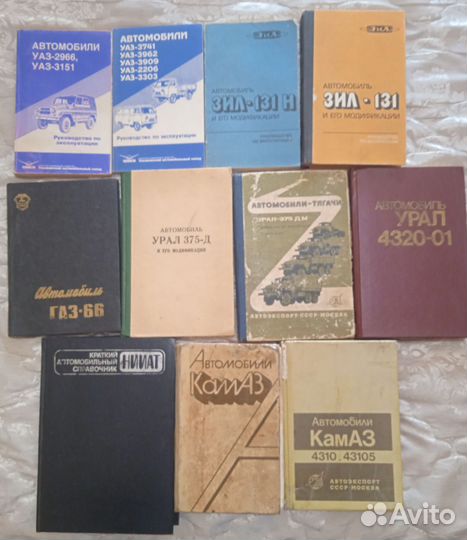 АВТОМОБИЛИ
УАЗ-2966,
УАЗ-3151
Руководство по
эксплуатации
АВТОМОБИЛИ
УАЗ-3741
УАЗ-3962
УАЗ-3909
УАЗ-2206
УАЗ-3303
Руководство по эксплуатации
ЗИЛ
АВТОМОБИЛЬ
ЗИЛ-131 Н
И ЕГО МОДИФИКАЦИИ
ЗИЛ
АВТОМОБИЛЬ
ЗИЛ-131
И ЕГО МОДИФИКАЦИИ
Автомобиль
ГАЗ-66
АВТОМОБИЛЬ
УРАЛ 375-Д
И ЕГО МОДИФИКАЦИИ
АВТОМОБИЛИ-ТЯГАЧИ
УРАЛ-375 ДМ
АВТОЭКСПОРТ·СССР·МОСКВА
АВТОМОБИЛЬ
УРАЛ
4320-01
КРАТКИЙ
АВТОМОБИЛЬНЫЙ
СПРАВОЧНИК
НИИАТ
АВТОМОБИЛИ
КамАЗ
Автомобили
КамАЗ
4310, 43105
АВТОЭКСПОРТ
СССР МОСКВА
Avito